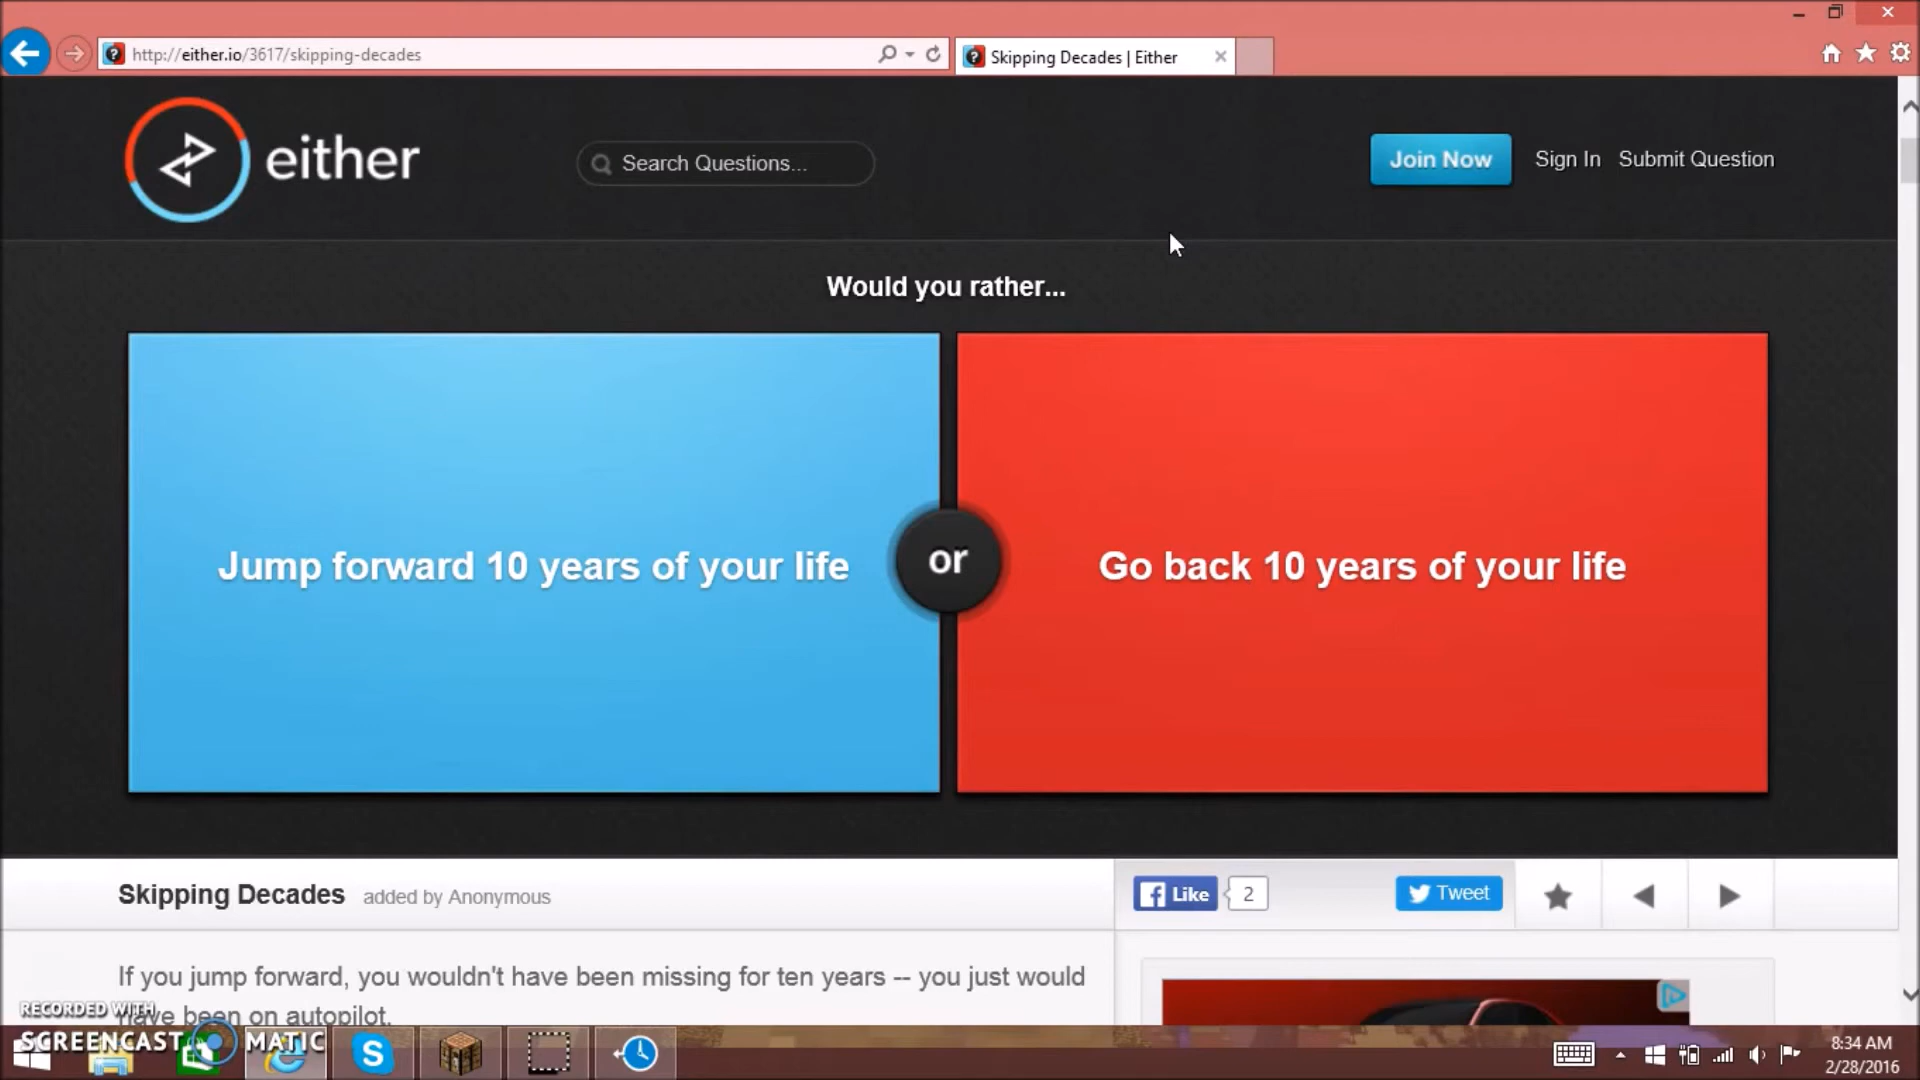 http://either.io/3617/skipping-decades
Skipping Decades | Either
either
Search Questions...
Join Now
Sign In
Submit Question
Would you rather...
Jump forward 10 years of your life
or
Go back 10 years of your life
Skipping Decades added by Anonymous
Like
2
Tweet
If you jump forward, you wouldn't have been missing for ten years -- you just would
have been on autopilot.
RECORDED WITH
SCREENCAST MATIC
8:34 AM
2/28/2016